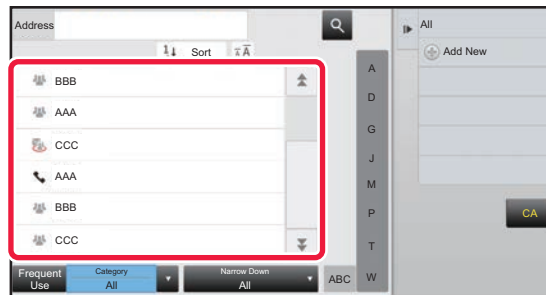 Address
Sort
BBB
AAA
CCC
AAA
BBB
CCC
A
D
G
J
M
P
T
W
Frequent Use
Category
All
Narrow Down
All
ABC
All
Add New
CA